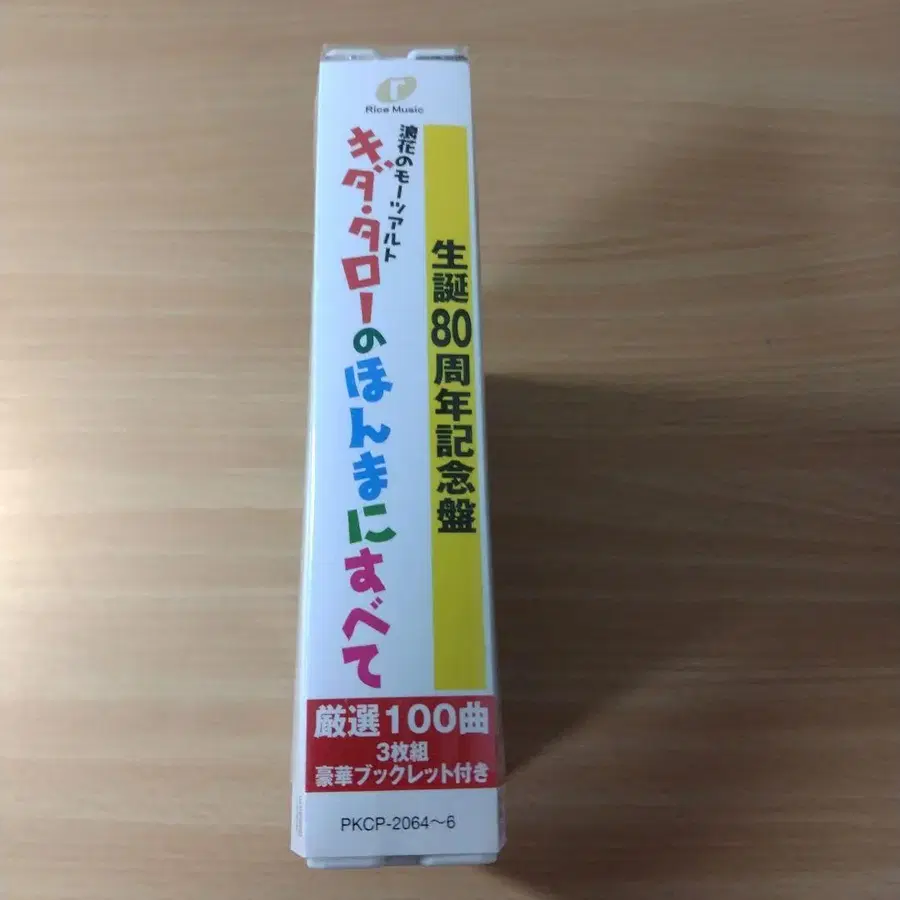 Rice Music
生誕80周年記念盤
浪花のモーツアルト
キダ・タローのほんまにすべて
厳選100曲
3枚組
豪華ブックレット付き
PKCP-2064〜6